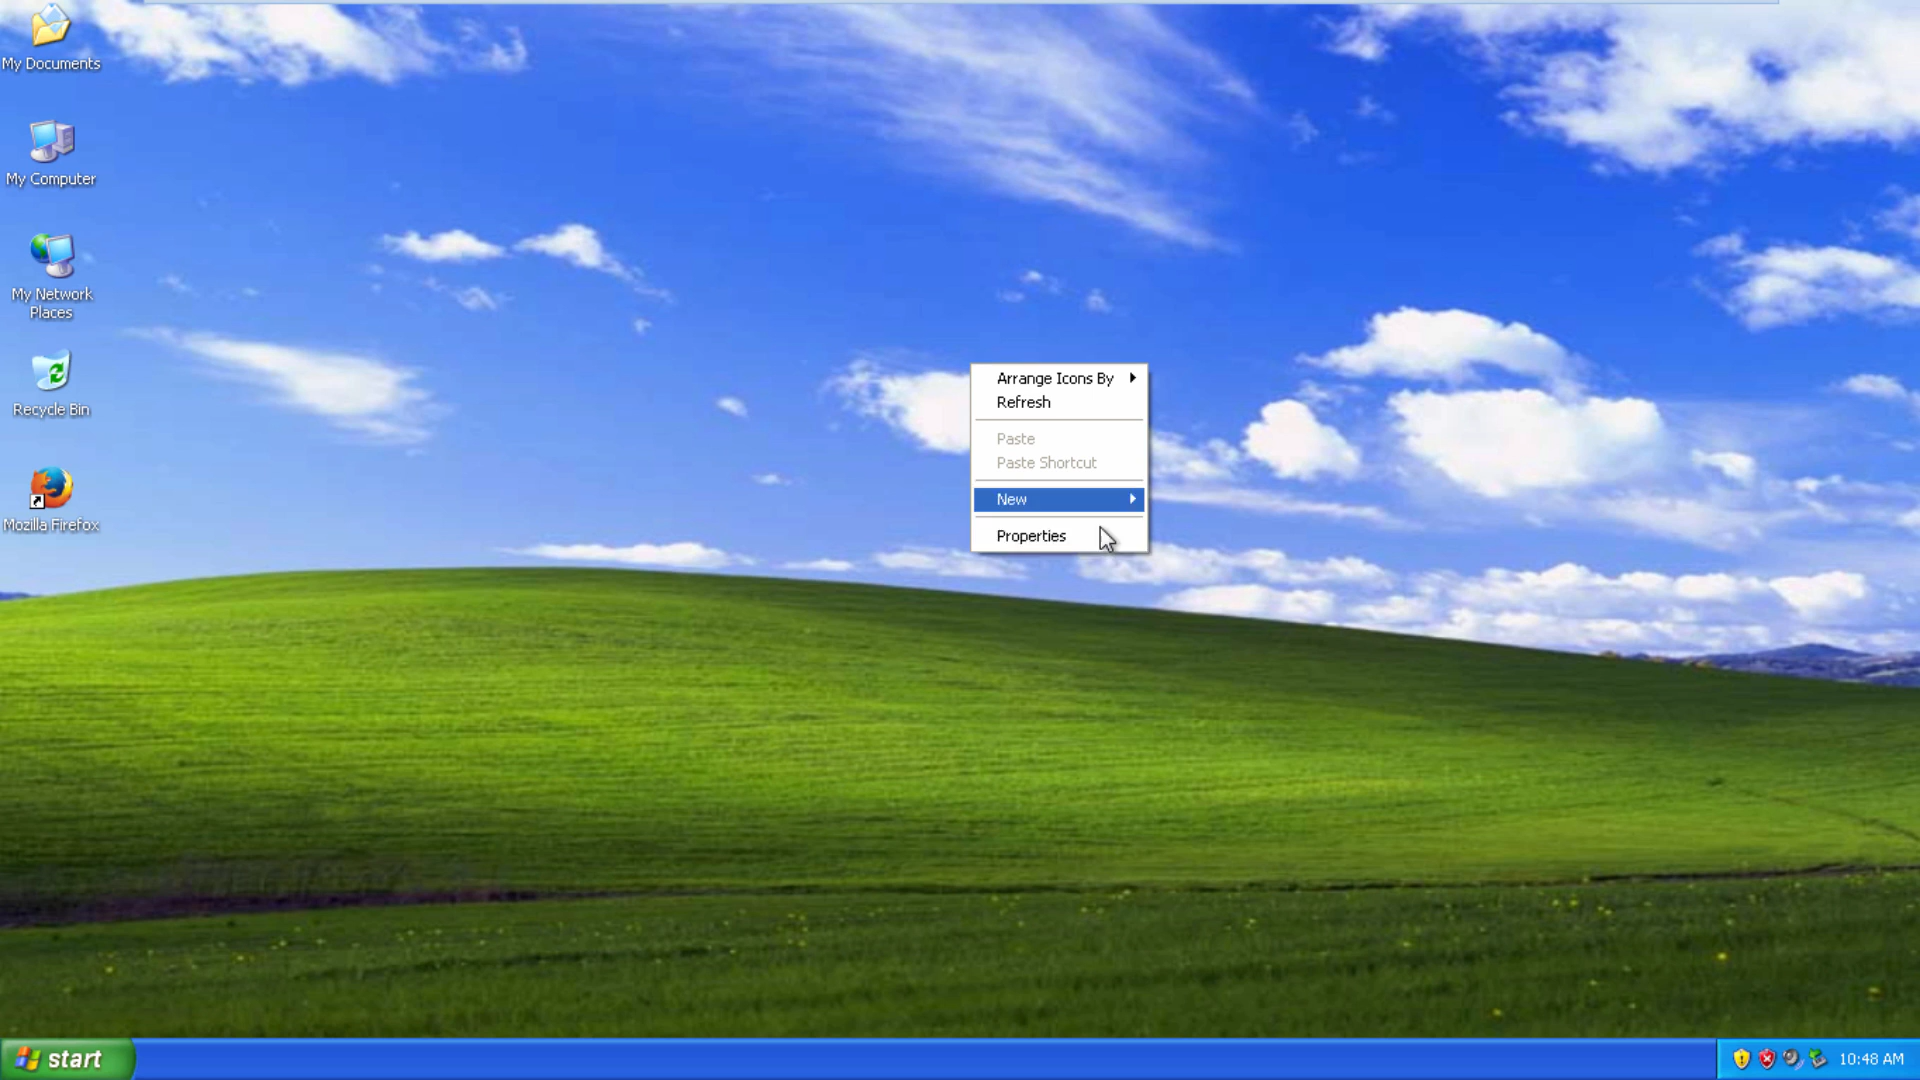 My Documents
My Computer
My Network
Places
Recycle Bin
Mozilla Firefox
Arrange Icons By
Refresh
Paste
Paste Shortcut
New
Properties
start
10:48 AM